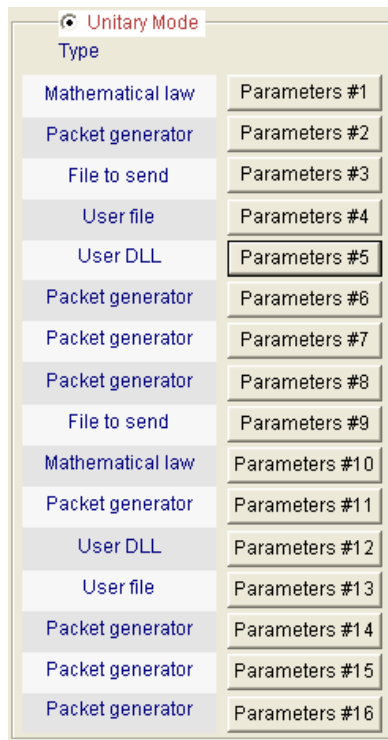 Unitary Mode
Type
Mathematical law Parameters #1
Packet generator Parameters #2
File to send Parameters #3
User file Parameters #4
User DLL Parameters #5
Packet generator Parameters #6
Packet generator Parameters #7
Packet generator Parameters #8
File to send Parameters #9
Mathematical law Parameters #10
Packet generator Parameters #11
User DLL Parameters #12
User file Parameters #13
Packet generator Parameters #14
Packet generator Parameters #15
Packet generator Parameters #16